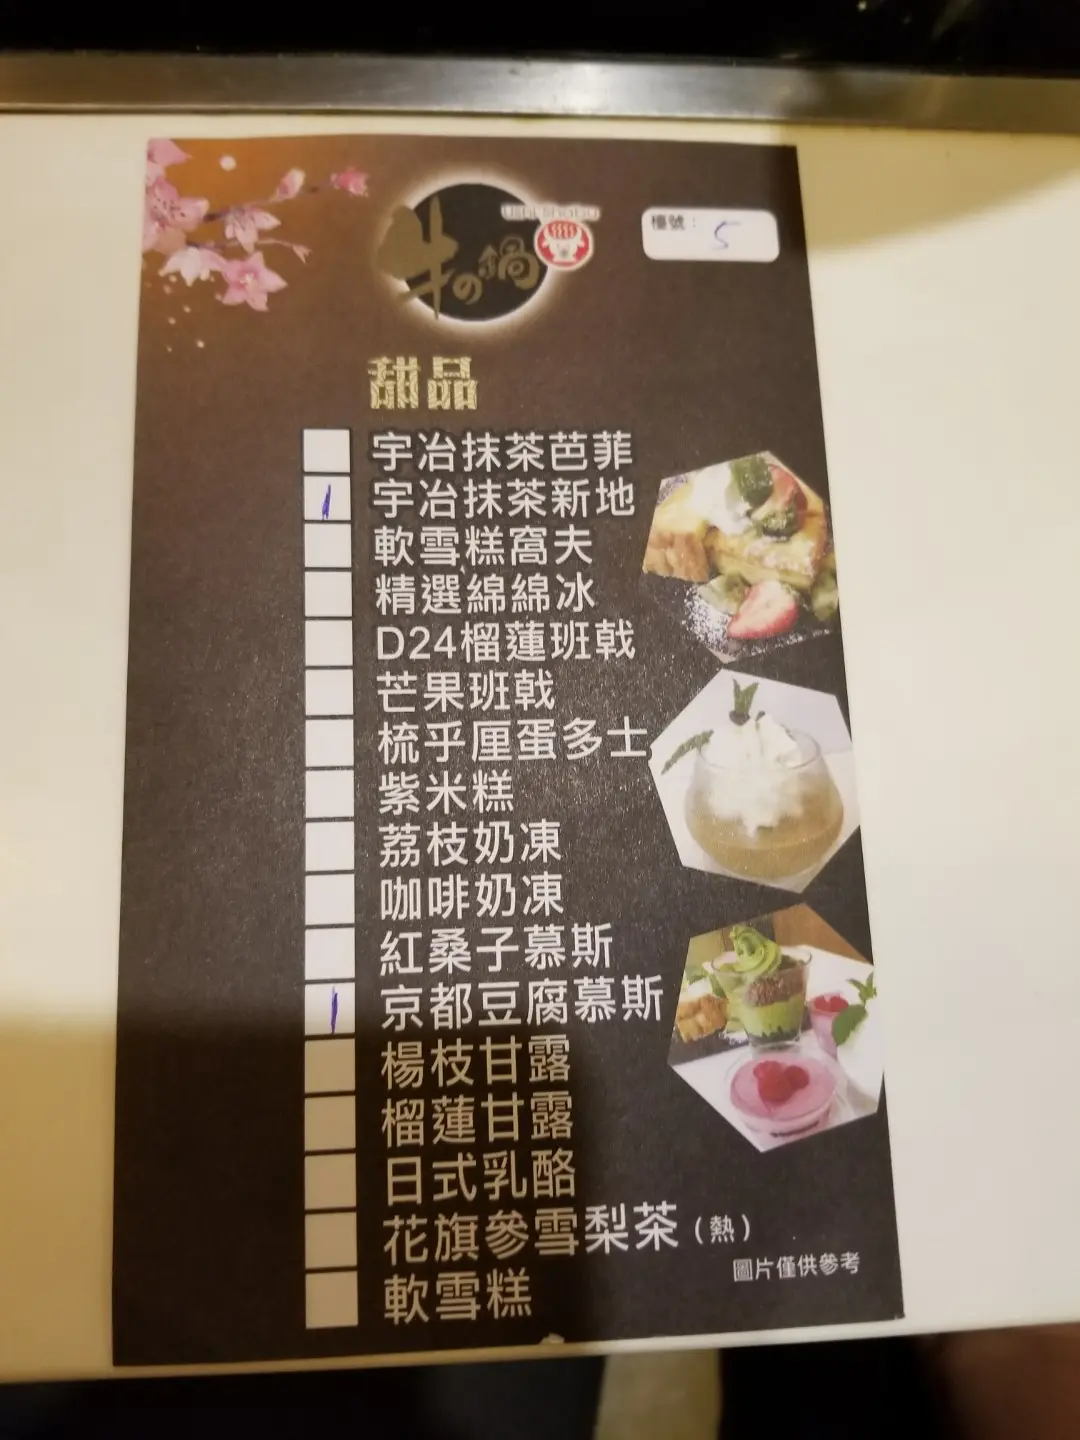 Ushi Shabu
牛の鍋
檯號： 5
甜品
宇冶抹茶芭菲
1 宇冶抹茶新地
軟雪糕窩夫
精選綿綿冰
D24榴蓮班戟
芒果班戟
梳乎厘蛋多士
紫米糕
荔枝奶凍
咖啡奶凍
紅桑子慕斯
1 京都豆腐慕斯
楊枝甘露
榴蓮甘露
日式乳酪
花旗參雪梨茶（熱）
軟雪糕
圖片僅供參考